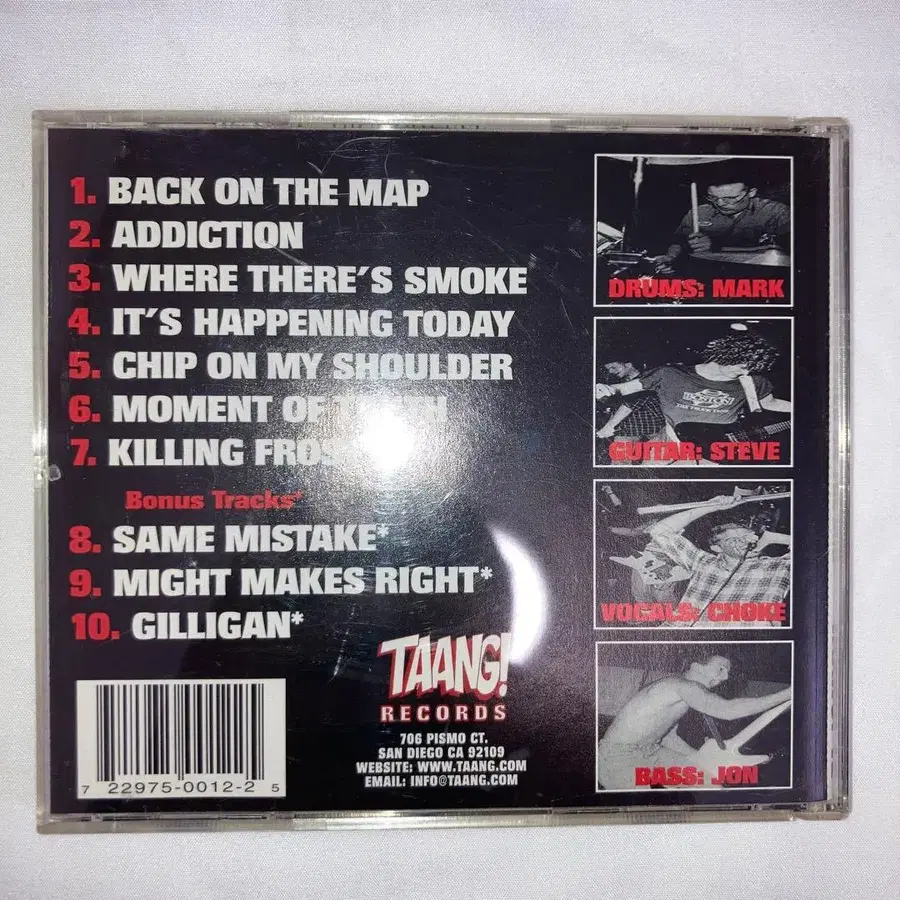 1. BACK ON THE MAP
2. ADDICTION
3. WHERE THERE'S SMOKE
4. IT'S HAPPENING TODAY
5. CHIP ON MY SHOULDER
6. MOMENT OF TRUTH
7. KILLING FROST
Bonus Tracks*
8. SAME MISTAKE*
9. MIGHT MAKES RIGHT*
10. GILLIGAN*
TAANG!
RECORDS
706 PISMO CT.
SAN DIEGO CA 92109
WEBSITE: WWW.TAANG.COM
EMAIL: INFO@TAANG.COM
7 22975-0012-2 5
DRUMS: MARK
BOSTON
GUITAR: STEVE
VOCALS: CHOKE
BASS: JON